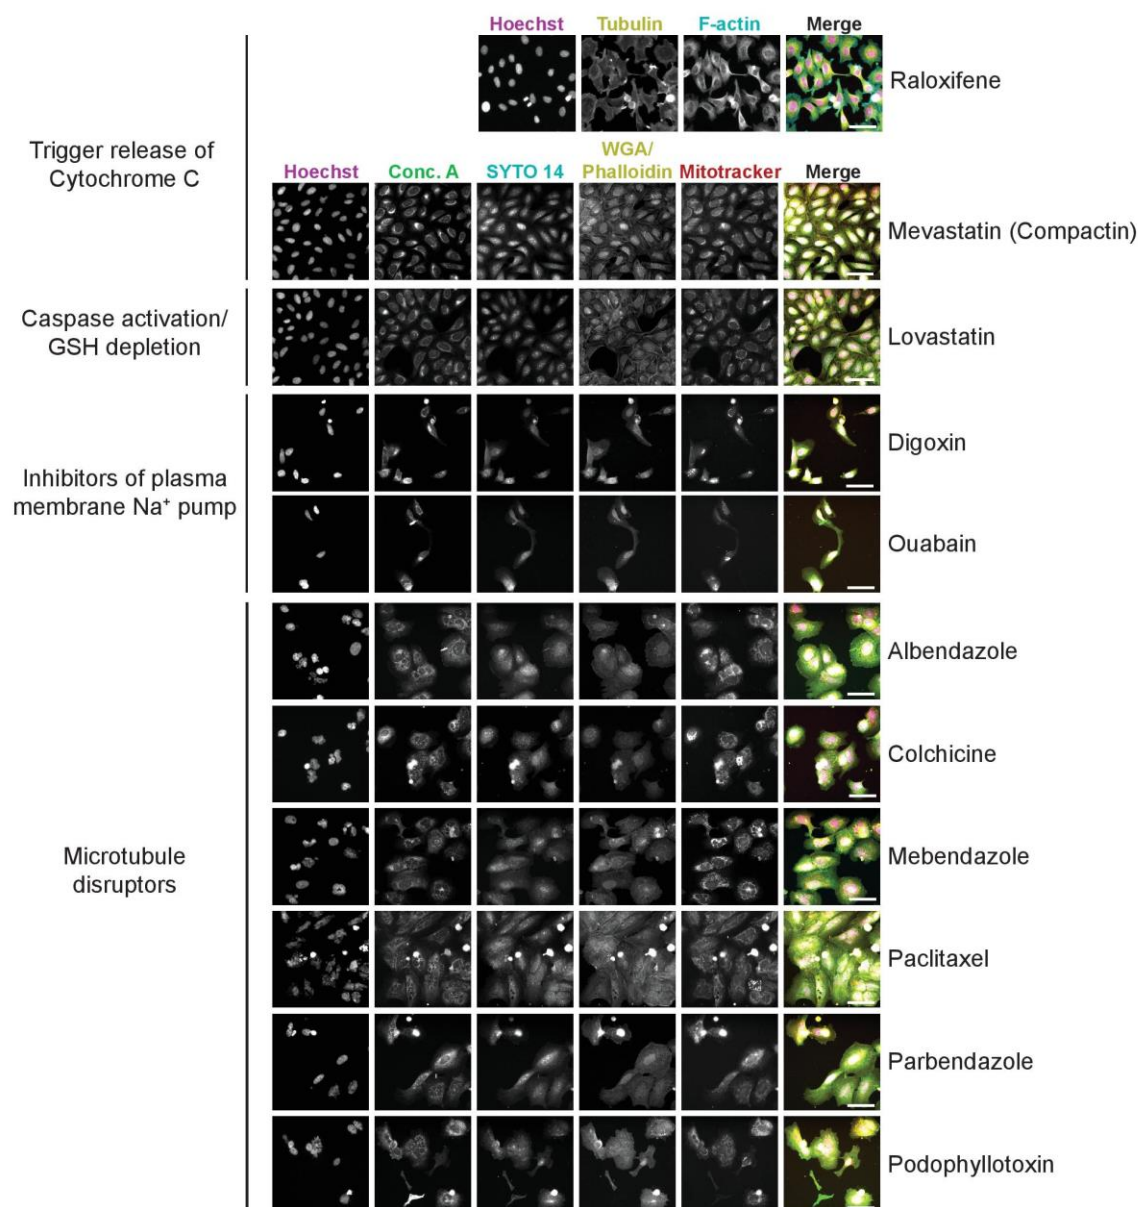 Hoechst Tubulin F-actin Merge
Raloxifene
Trigger release of
Cytochrome C
WGA/
Hoechst Conc. A SYTO 14 Phalloidin Mitotracker Merge
Mevastatin (Compactin)
Caspase activation/
GSH depletion
Lovastatin
Inhibitors of plasma
membrane Na⁺ pump
Digoxin
Ouabain
Microtubule
disruptors
Albendazole
Colchicine
Mebendazole
Paclitaxel
Parbendazole
Podophyllotoxin